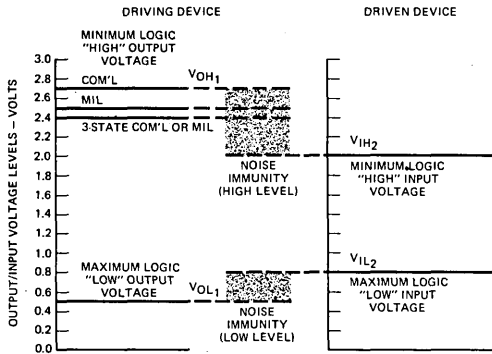 DRIVING DEVICE
DRIVEN DEVICE
MINIMUM LOGIC
"HIGH" OUTPUT
VOLTAGE
OUTPUT/INPUT VOLTAGE LEVELS – VOLTS
3.0
2.8
2.6
2.4
2.2
2.0
1.8
1.6
1.4
1.2
1.0
0.8
0.6
0.4
0.2
0.0
COM'L
VOH1
MIL
3-STATE COM'L OR MIL
NOISE
IMMUNITY
(HIGH LEVEL)
VIH2
MINIMUM LOGIC
"HIGH" INPUT
VOLTAGE
MAXIMUM LOGIC
"LOW" OUTPUT
VOLTAGE
VOL1
NOISE
IMMUNITY
(LOW LEVEL)
VIL2
MAXIMUM LOGIC
"LOW" INPUT
VOLTAGE